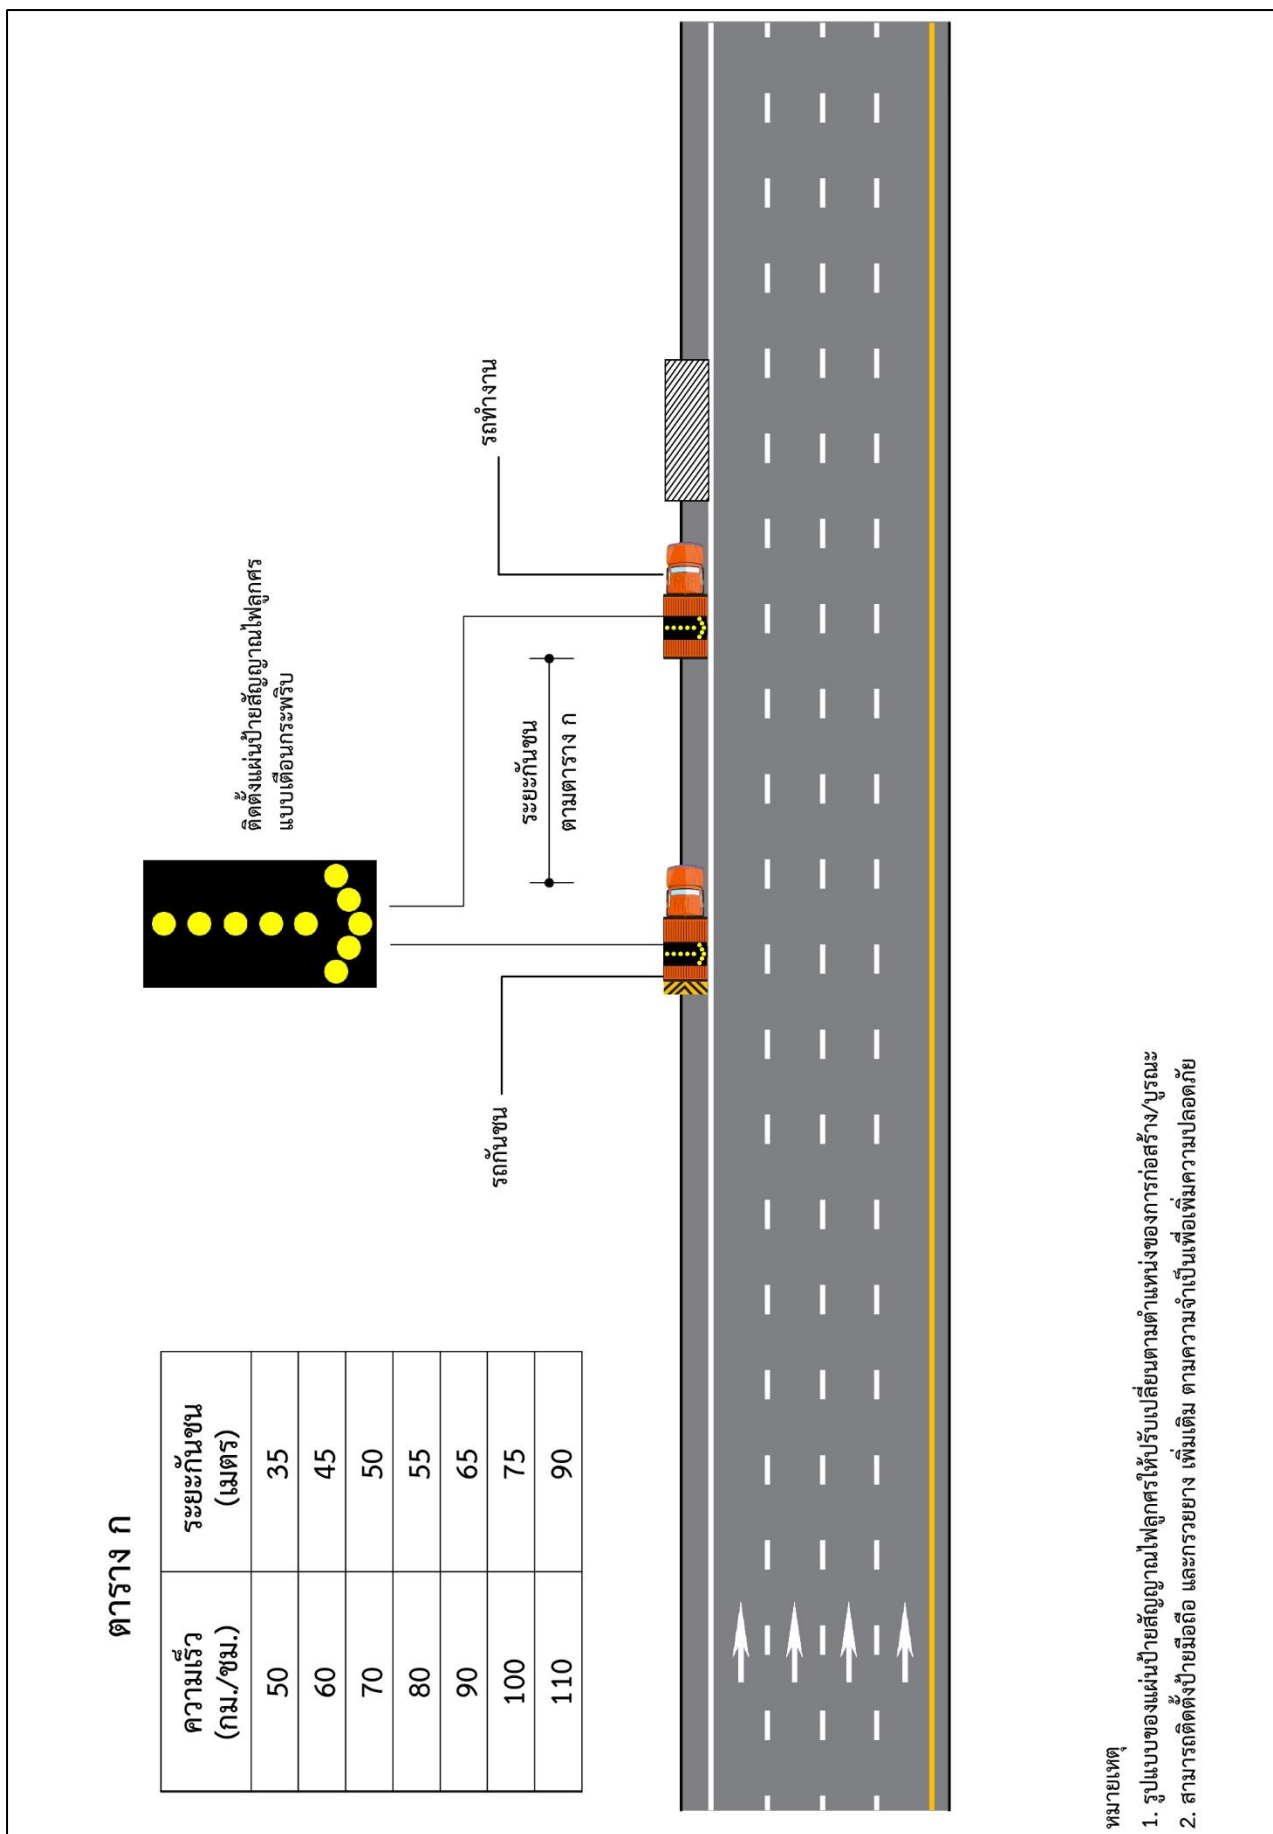 ตาราง ก
ความเร็ว
(กม./ชม.)
ระยะกันชน
(เมตร)
50 35
60 45
70 50
80 55
90 65
100 75
110 90
ติดตั้งแผ่นป้ายสัญญาณไฟลูกศร
แบบเตือนกระพริบ
รถกันชน
ระยะกันชน
ตามตาราง ก
รถทำงาน
หมายเหตุ
1. รูปแบบของแผ่นป้ายสัญญาณไฟลูกศรให้ปรับเปลี่ยนตามตำแหน่งของการก่อสร้าง/บูรณะ
2. สามารถติดตั้งป้ายมือถือ และกรวยยาง เพิ่มเติม ตามความจำเป็นเพื่อเพิ่มความปลอดภัย